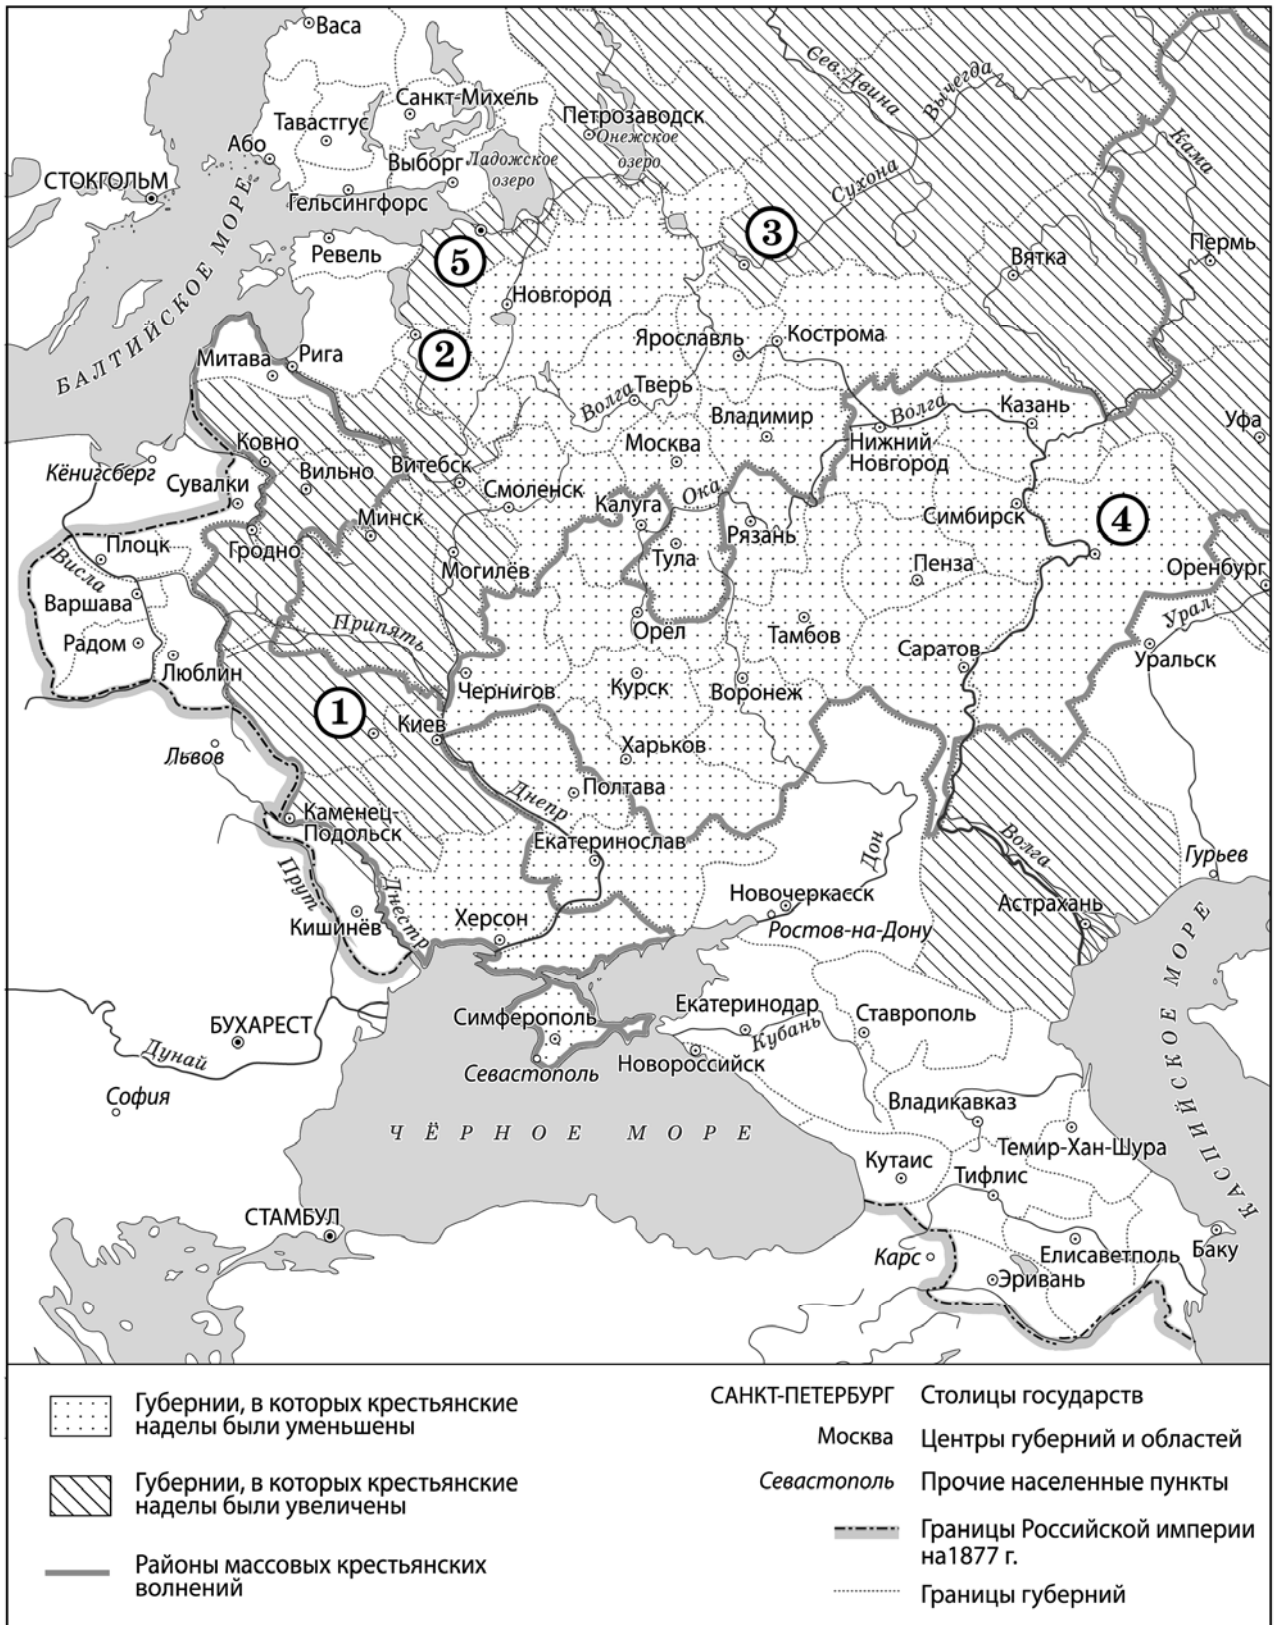 Васа
Санкт-Михель
Тавастгус
Або
Выборг
Ладожское
озеро
Петрозаводск
Онежское
озеро
Сев. Двина
Вычегда
Кама
Сухона
СТОКГОЛЬМ
Гельсингфорс
Ревель
БАЛТИЙСКОЕ МОРЕ
5
3
Вятка
Пермь
Новгород
2
Ярославль
Кострома
Митава
Рига
Волга
Тверь
Владимир
Волга
Казань
Уфа
Москва
Нижний
Новгород
Кёнигсберг
Ковно
Сувалки
Вильно
Витебск
Смоленск
Калуга
Ока
Рязань
Симбирск
4
Минск
Гродно
Плоцк
Висла
Варшава
Могилёв
Тула
Пенза
Оренбург
Урал
Радом
Люблин
Припять
Орёл
Тамбов
Саратов
Уральск
Чернигов
Курск
Воронеж
1
Киев
Львов
Харьков
Полтава
Днепр
Каменец-
Подольск
Екатеринослав
Дон
Волга
Гурьев
Прут
Днестр
Кишинёв
Херсон
Новочеркасск
Ростов-на-Дону
Астрахань
БУХАРЕСТ
Дунай
София
Симферополь
Севастополь
Екатеринодар
Кубань
Новороссийск
Ставрополь
КАСПИЙСКОЕ МОРЕ
ЧЁРНОЕ МОРЕ
Владикавказ
Темир-Хан-Шура
Кутаис
Тифлис
СТАМБУЛ
Карс
Елисаветполь
Баку
Эривань
Губернии, в которых крестьянские
наделы были уменьшены
Губернии, в которых крестьянские
наделы были увеличены
Районы массовых крестьянских
волнений
САНКТ-ПЕТЕРБУРГ Столицы государств
Москва Центры губерний и областей
Севастополь Прочие населенные пункты
Границы Российской империи
на1877 г.
Границы губерний